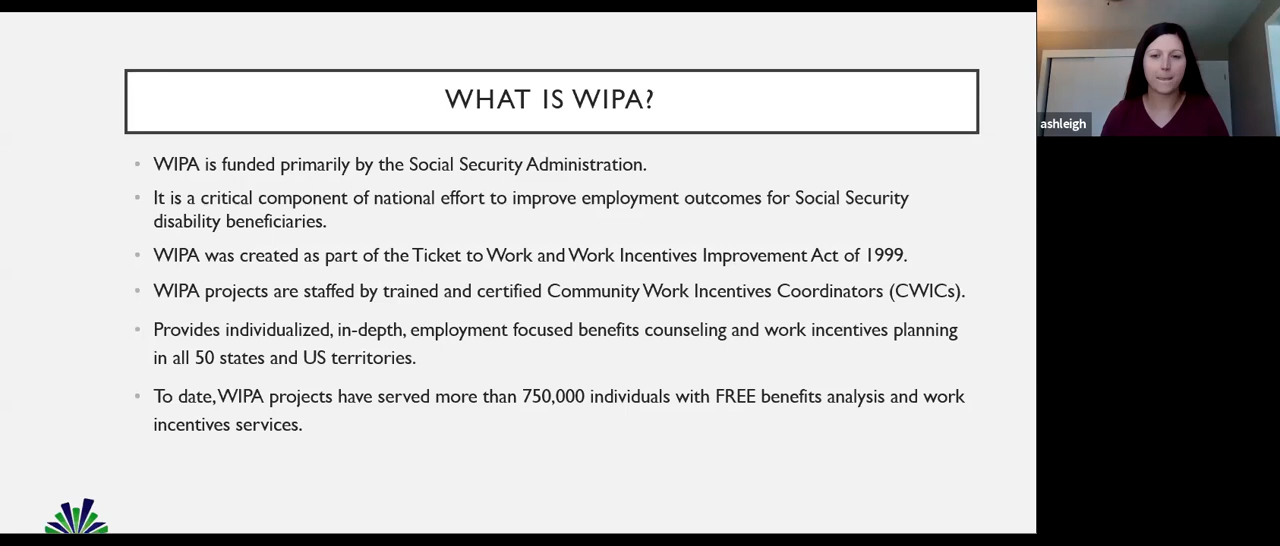 WHAT IS WIPA?
ashleigh
WIPA is funded primarily by the Social Security Administration.
It is a critical component of national effort to improve employment outcomes for Social Security
disability beneficiaries.
WIPA was created as part of the Ticket to Work and Work Incentives Improvement Act of 1999.
WIPA projects are staffed by trained and certified Community Work Incentives Coordinators (CWICs).
Provides individualized, in-depth, employment focused benefits counseling and work incentives planning
in all 50 states and US territories.
To date, WIPA projects have served more than 750,000 individuals with FREE benefits analysis and work
incentives services.